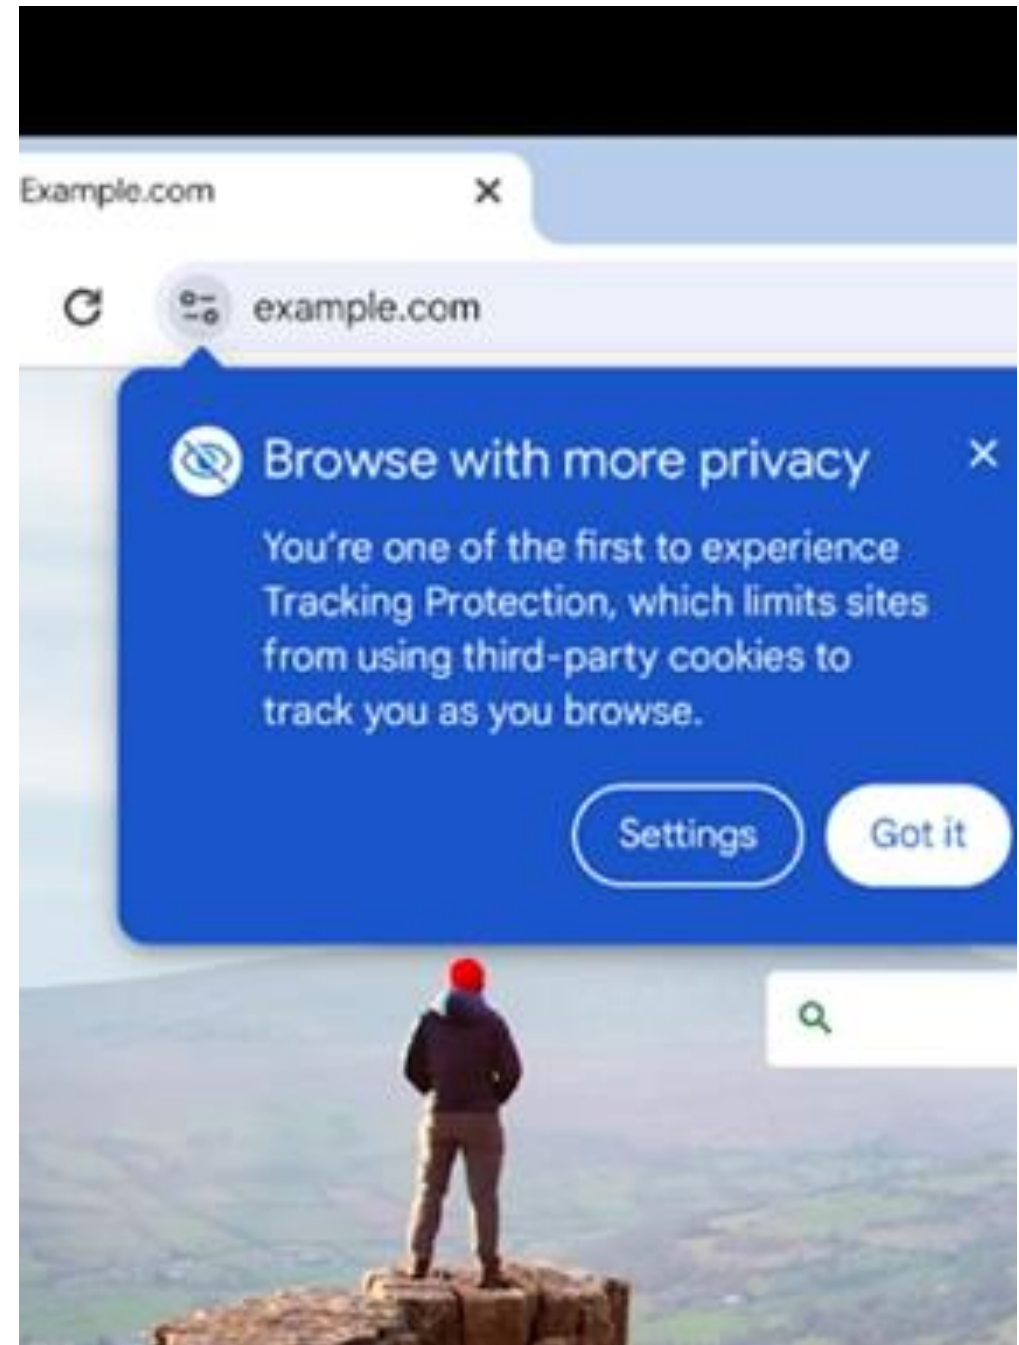 Example.com
example.com
Browse with more privacy
You're one of the first to experience
Tracking Protection, which limits sites
from using third-party cookies to
track you as you browse.
Settings
Got it